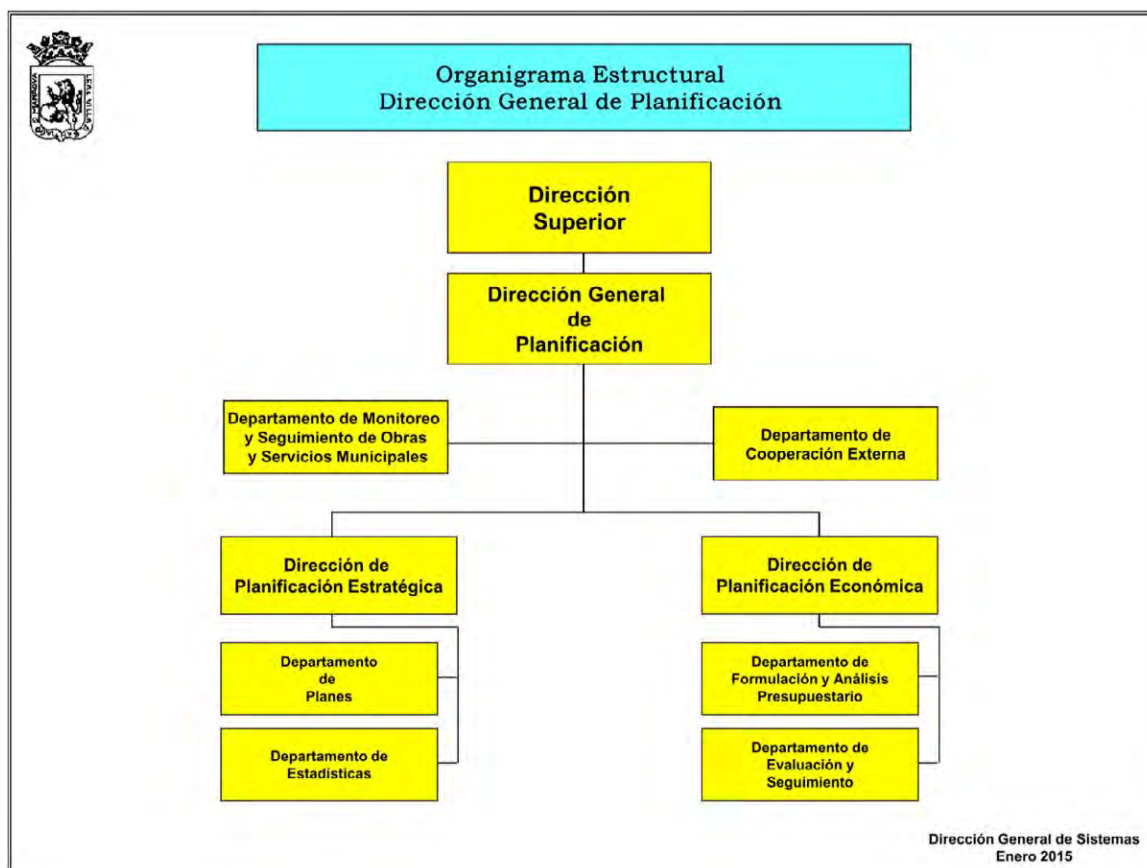 Organigrama Estructural
Dirección General de Planificación
Dirección
Superior
Dirección General
de
Planificación
Departamento de Monitoreo
y Seguimiento de Obras
y Servicios Municipales
Departamento de
Cooperación Externa
Dirección de
Planificación Estratégica
Dirección de
Planificación Económica
Departamento
de
Planes
Departamento de
Formulación y Análisis
Presupuestario
Departamento de
Estadísticas
Departamento de
Evaluación y
Seguimiento
Dirección General de Sistemas
Enero 2015